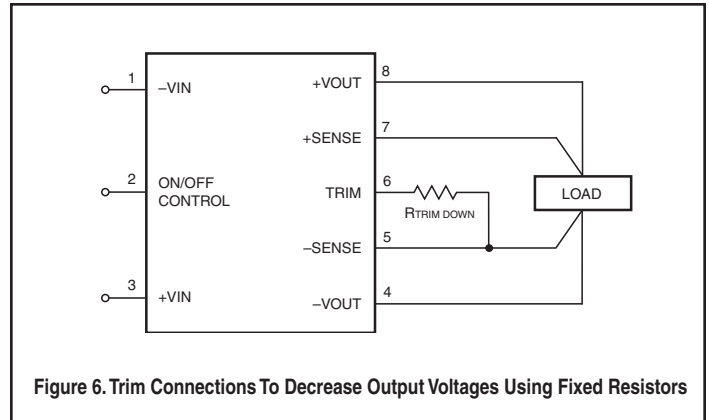 1
–VIN
2
ON/OFF
CONTROL
3
+VIN
+VOUT
8
+SENSE
7
TRIM
6
RTRIM DOWN
–SENSE
5
–VOUT
4
LOAD
Figure 6. Trim Connections To Decrease Output Voltages Using Fixed Resistors